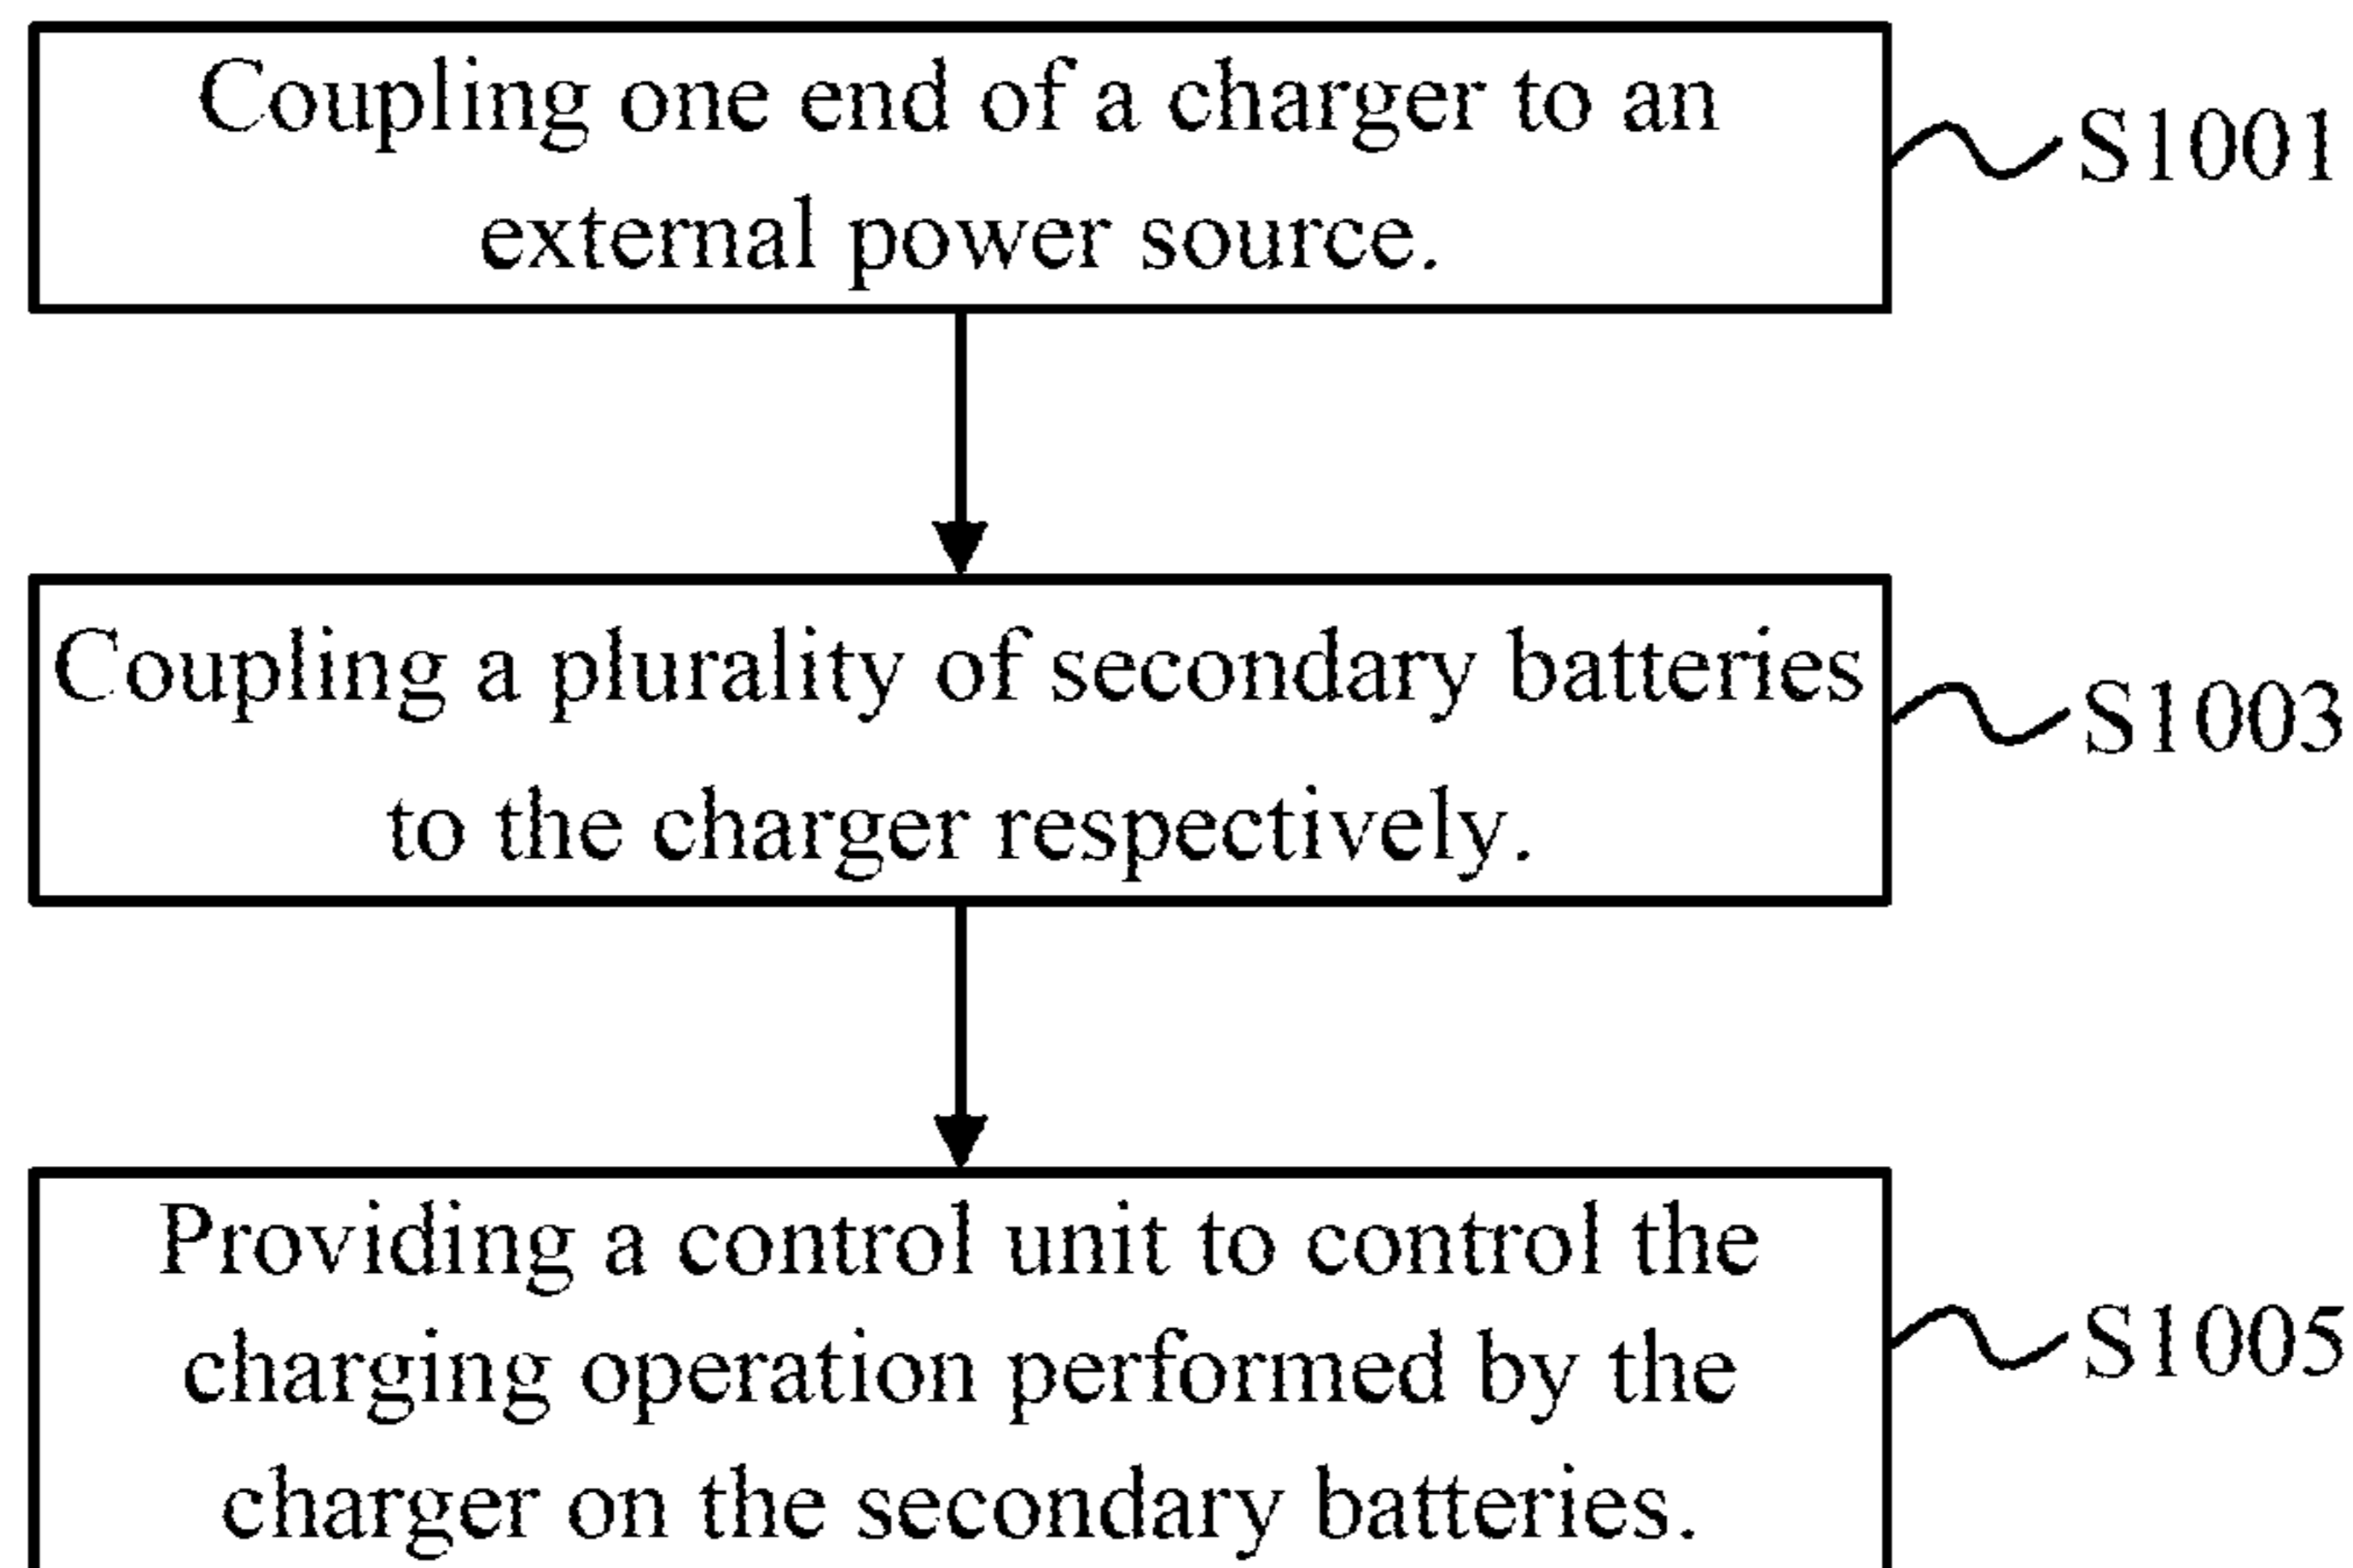 Coupling one end of a charger to an
external power source.
S1001
Coupling a plurality of secondary batteries
to the charger respectively.
S1003
Providing a control unit to control the
charging operation performed by the
charger on the secondary batteries.
S1005